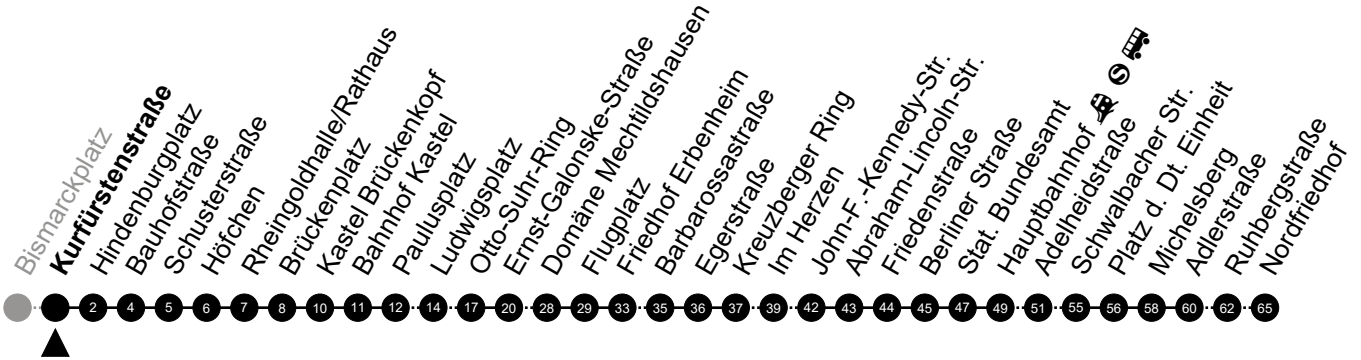 Bismarckplatz
Kurfürstenstraße
Hindenburgplatz
Bauhofstraße
Schusterstraße
Höfchen
Rheingoldhalle/Rathaus
Brückenplatz
Kastel Brückenkopf
Bahnhof Kastel
Paulusplatz
Ludwigsplatz
Otto-Suhr-Ring
Ernst-Galonske-Straße
Domäne Mechtildshausen
Flugplatz
Friedhof Erbenheim
Barbarossastraße
Egerstraße
Kreuzberger Ring
Im Herzen
John-F.-Kennedy-Str.
Abraham-Lincoln-Str.
Friedenstraße
Berliner Straße
Stat. Bundesamt
Hauptbahnhof S
Adelheidstraße
Schwalbacher Str.
Platz d. Dt. Einheit
Michelsberg
Adlerstraße
Ruhbergstraße
Nordfriedhof
2 4 5 6 7 8 10 11 12 14 17 20 28 29 33 35 36 37 39 42 43 44 45 47 49 51 55 56 58 60 62 65